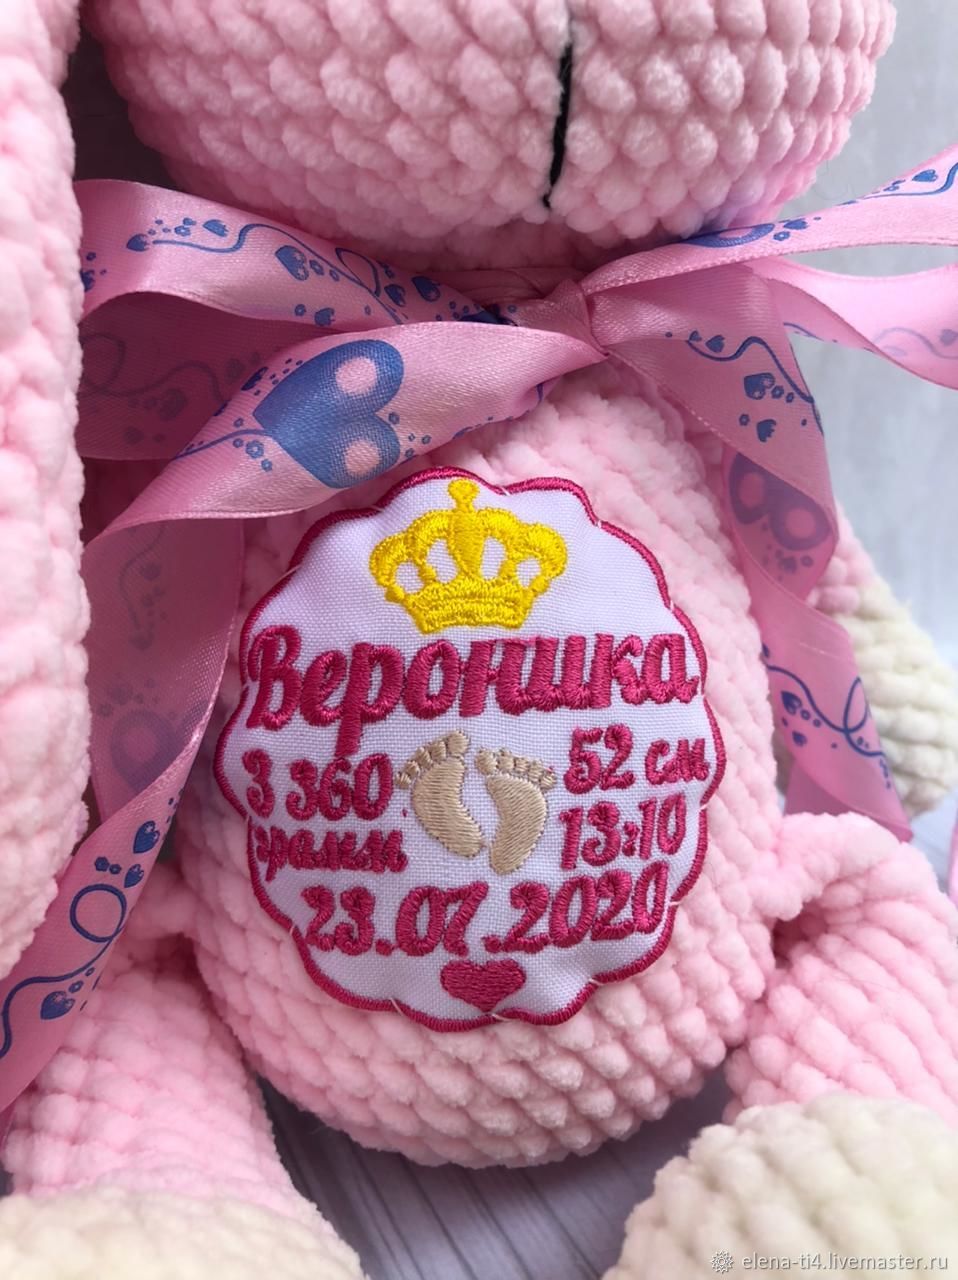 Вероника
3 360 52 см
грамм 13:10
23.07.2020
elena-ti4.livemaster.ru